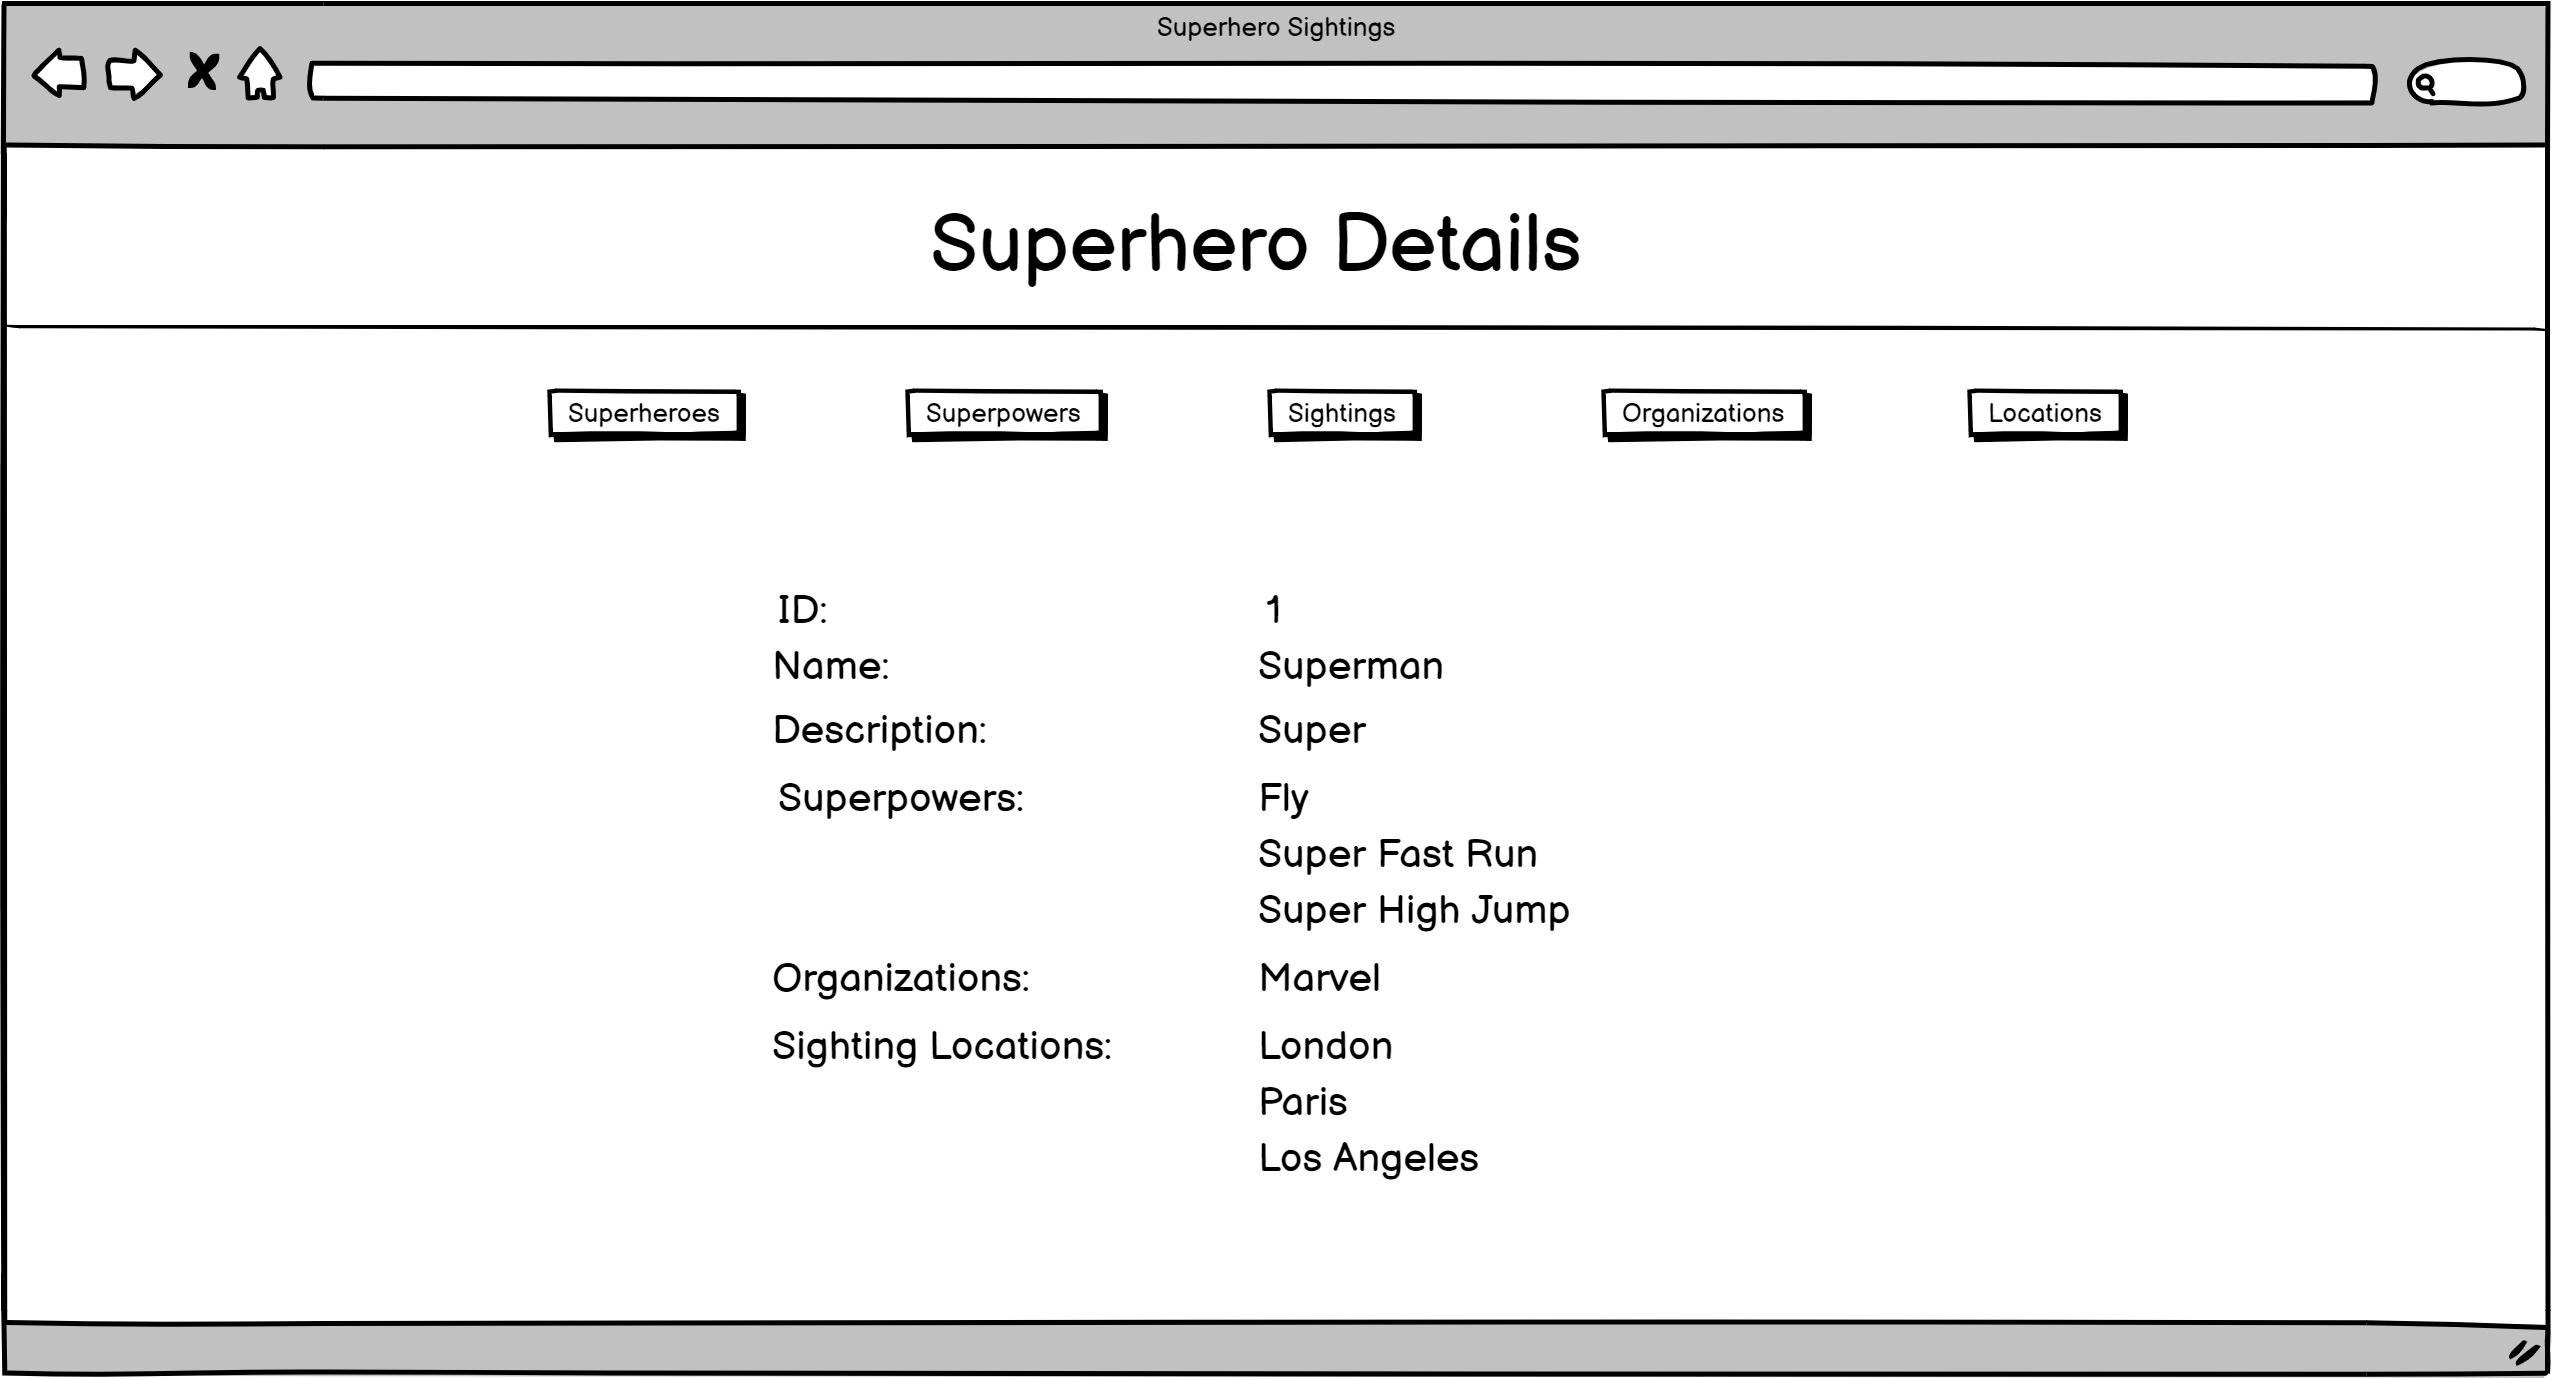 Superhero Sightings
Superhero Details
Superheroes Superpowers Sightings Organizations Locations
ID: 1
Name: Superman
Description: Super
Superpowers: Fly
Super Fast Run
Super High Jump
Organizations: Marvel
Sighting Locations: London
Paris
Los Angeles